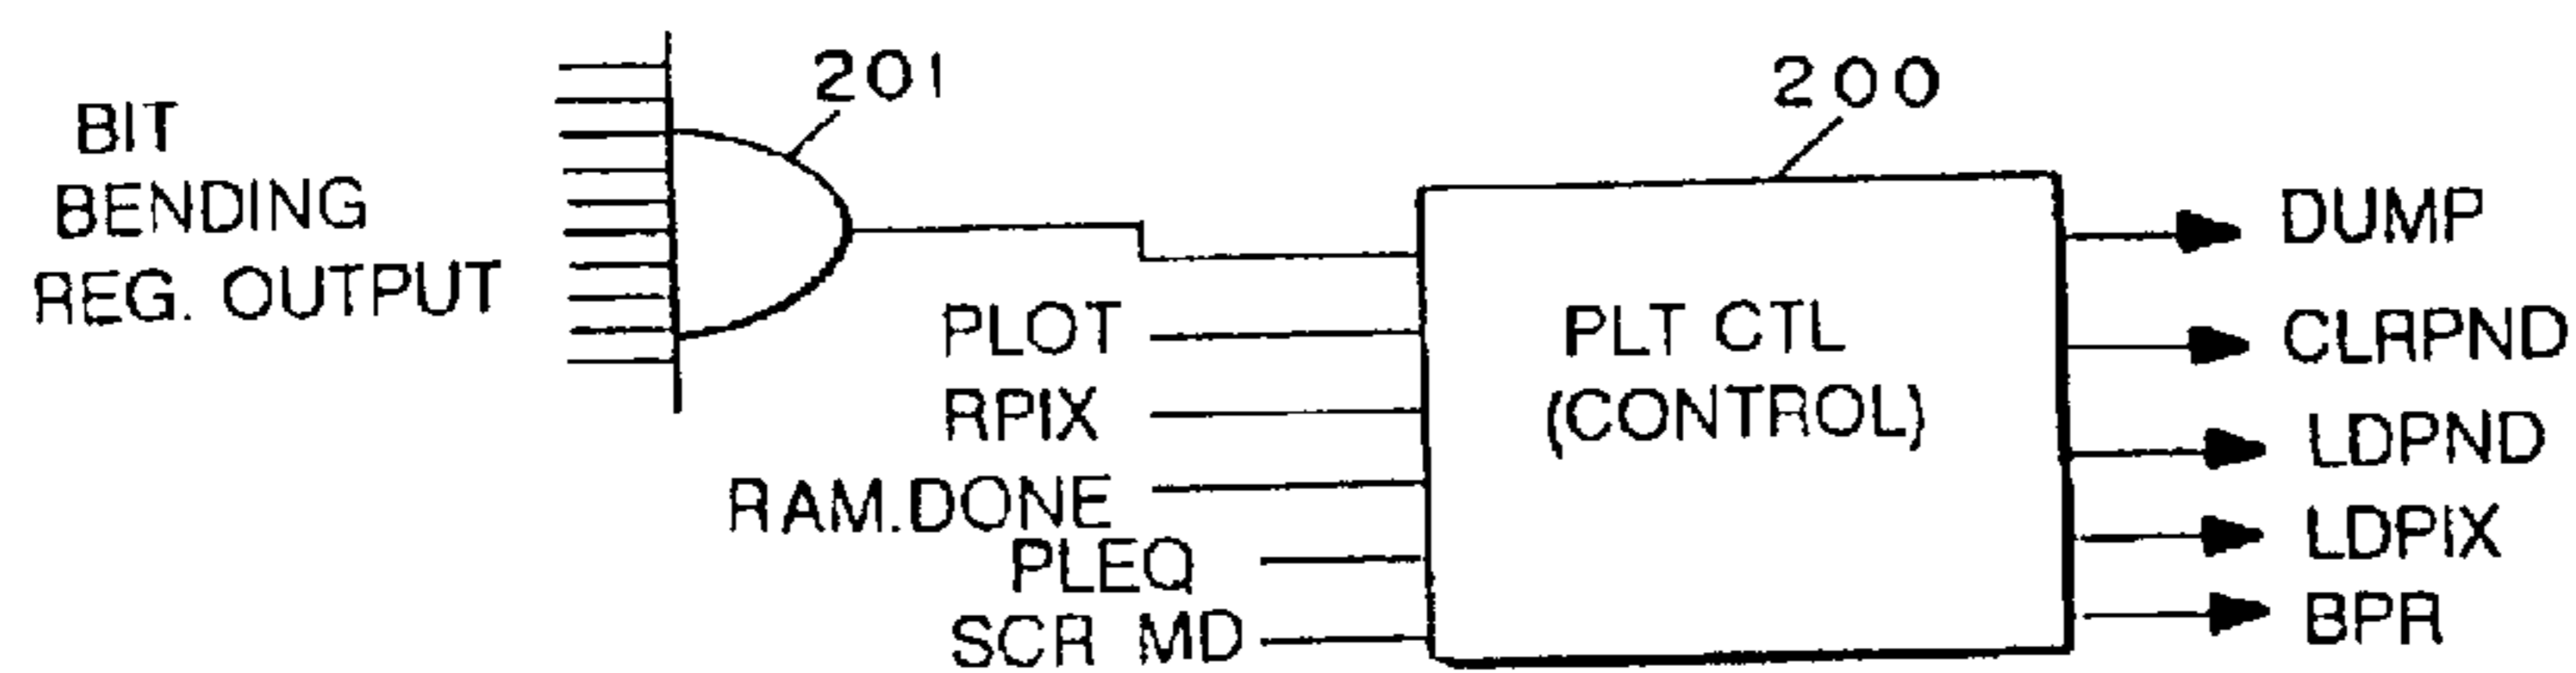 201
200
BIT
BENDING
REG. OUTPUT
PLOT
RPIX
RAM.DONE
PLEQ
SCR MD
PLT CTL
(CONTROL)
DUMP
CLRPND
LDPND
LDPIX
BPR